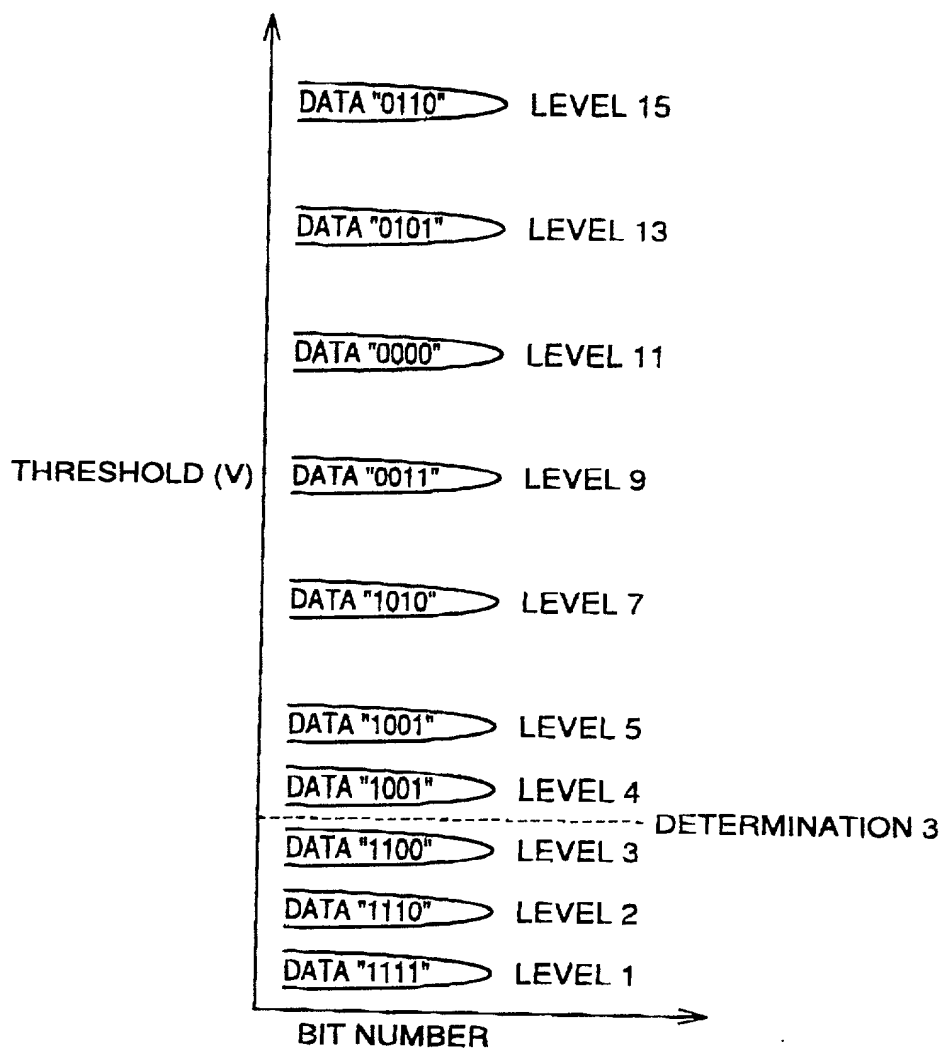 DATA "0110" LEVEL 15
DATA "0101" LEVEL 13
DATA "0000" LEVEL 11
THRESHOLD (V) DATA "0011" LEVEL 9
DATA "1010" LEVEL 7
DATA "1001" LEVEL 5
DATA "1001" LEVEL 4
DETERMINATION 3
DATA "1100" LEVEL 3
DATA "1110" LEVEL 2
DATA "1111" LEVEL 1
BIT NUMBER